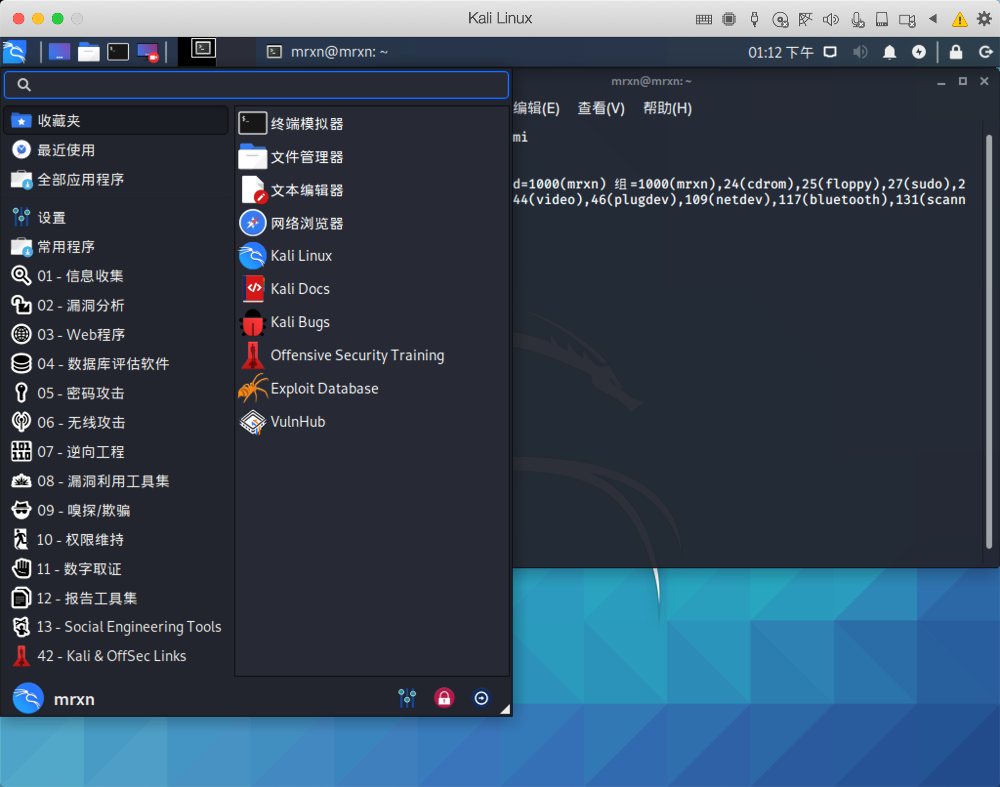 Kali Linux
mrxn@mrxn: ~
01:12 下午
mrxn@mrxn: ~
编辑(E) 查看(V) 帮助(H)
mi
d=1000(mrxn) 组=1000(mrxn),24(cdrom),25(floppy),27(sudo),2
44(video),46(plugdev),109(netdev),117(bluetooth),131(scann
收藏夹
最近使用
全部应用程序
设置
常用程序
01 - 信息收集
02 - 漏洞分析
03 - Web程序
04 - 数据库评估软件
05 - 密码攻击
06 - 无线攻击
07 - 逆向工程
08 - 漏洞利用工具集
09 - 嗅探/欺骗
10 - 权限维持
11 - 数字取证
12 - 报告工具集
13 - Social Engineering Tools
42 - Kali & OffSec Links
终端模拟器
文件管理器
文本编辑器
网络浏览器
Kali Linux
Kali Docs
Kali Bugs
Offensive Security Training
Exploit Database
VulnHub
mrxn